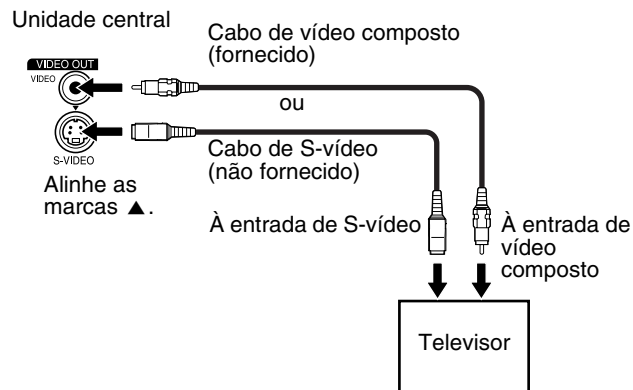 Unidade central
Cabo de vídeo composto
(fornecido)
VIDEO OUT
VIDEO
ou
S-VIDEO
Cabo de S-vídeo
(não fornecido)
Alinhe as
marcas ▲.
À entrada de S-vídeo
À entrada de
vídeo
composto
Televisor